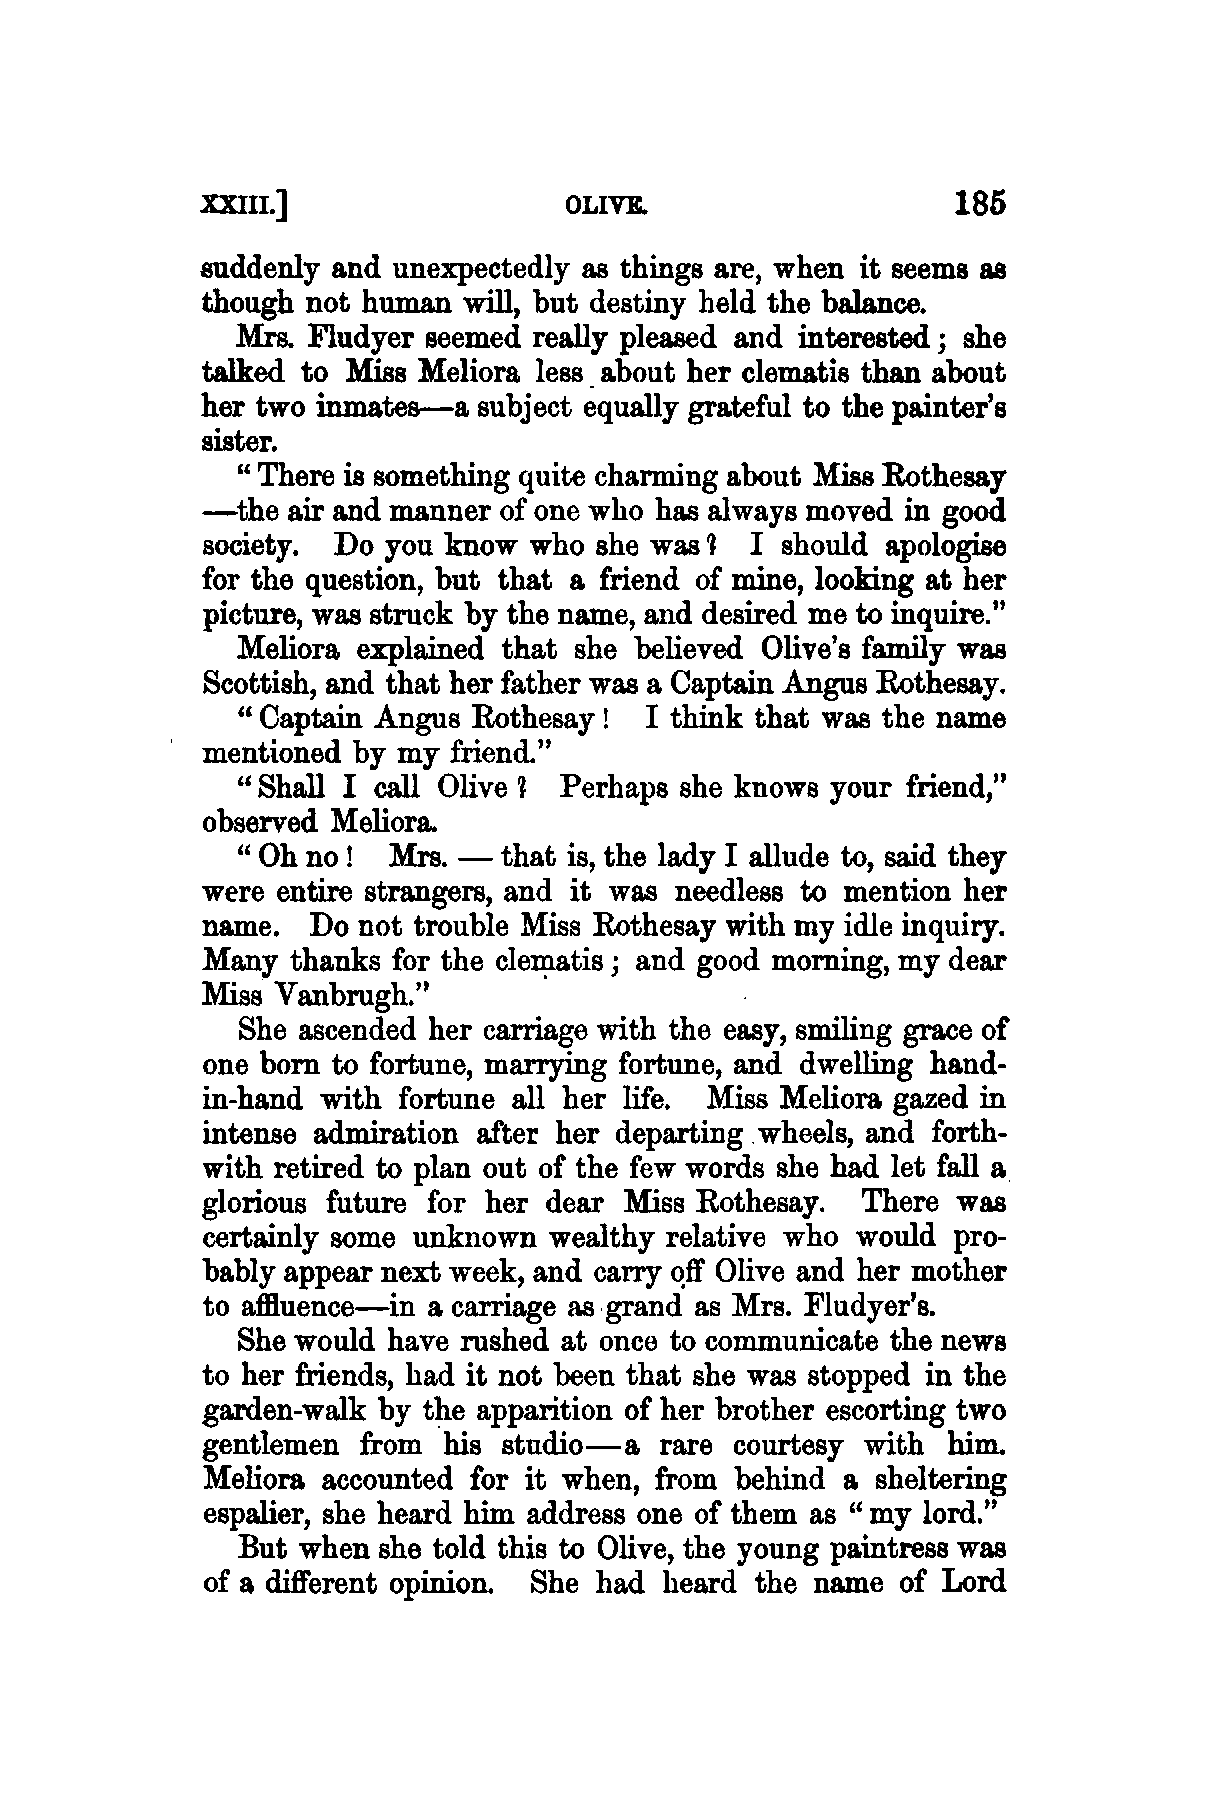 XXIII.] OLIVE. 185
suddenly and unexpectedly as things are, when it seems as
though not human will, but destiny held the balance.
Mrs. Fludyer seemed really pleased and interested; she
talked to Miss Meliora less about her clematis than about
her two inmates—a subject equally grateful to the painter's
sister.
"There is something quite charming about Miss Rothesay
—the air and manner of one who has always moved in good
society. Do you know who she was? I should apologise
for the question, but that a friend of mine, looking at her
picture, was struck by the name, and desired me to inquire."
Meliora explained that she believed Olive's family was
Scottish, and that her father was a Captain Angus Rothesay.
"Captain Angus Rothesay! I think that was the name
mentioned by my friend."
"Shall I call Olive? Perhaps she knows your friend,"
observed Meliora.
"Oh no! Mrs. — that is, the lady I allude to, said they
were entire strangers, and it was needless to mention her
name. Do not trouble Miss Rothesay with my idle inquiry.
Many thanks for the clematis; and good morning, my dear
Miss Vanbrugh."
She ascended her carriage with the easy, smiling grace of
one born to fortune, marrying fortune, and dwelling hand-
in-hand with fortune all her life. Miss Meliora gazed in
intense admiration after her departing wheels, and forth-
with retired to plan out of the few words she had let fall a
glorious future for her dear Miss Rothesay. There was
certainly some unknown wealthy relative who would pro-
bably appear next week, and carry off Olive and her mother
to affluence—in a carriage as grand as Mrs. Fludyer's.
She would have rushed at once to communicate the news
to her friends, had it not been that she was stopped in the
garden-walk by the apparition of her brother escorting two
gentlemen from his studio—a rare courtesy with him.
Meliora accounted for it when, from behind a sheltering
espalier, she heard him address one of them as "my lord."
But when she told this to Olive, the young paintress was
of a different opinion. She had heard the name of Lord